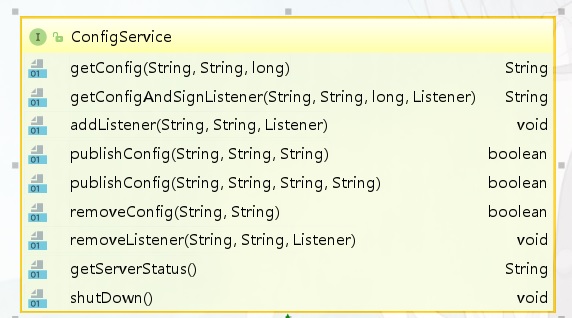 I ConfigService
01 getConfig(String, String, long) String
01 getConfigAndSignListener(String, String, long, Listener) String
01 addListener(String, String, Listener) void
01 publishConfig(String, String, String) boolean
01 publishConfig(String, String, String, String) boolean
01 removeConfig(String, String) boolean
01 removeListener(String, String, Listener) void
01 getServerStatus() String
01 shutDown() void